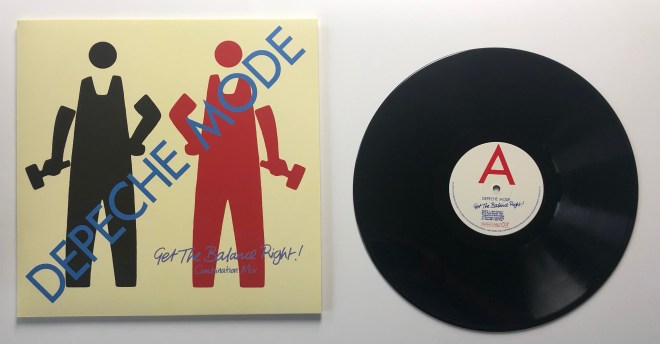 DEPECHE MODE
Get The Balance Right!
Combination Mix
A
DEPECHE MODE
Get The Balance Right!